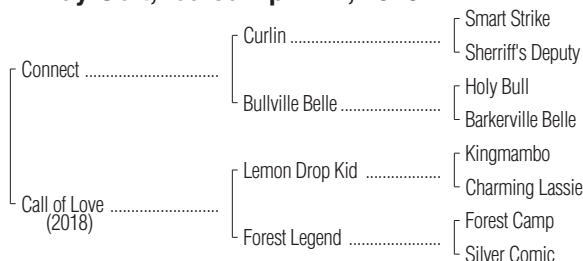 Smart Strike
Curlin
Sherriff's Deputy
Connect
Holy Bull
Bullville Belle
Barkerville Belle
Kingmambo
Lemon Drop Kid
Charming Lassie
Call of Love
(2018)
Forest Camp
Forest Legend
Silver Comic